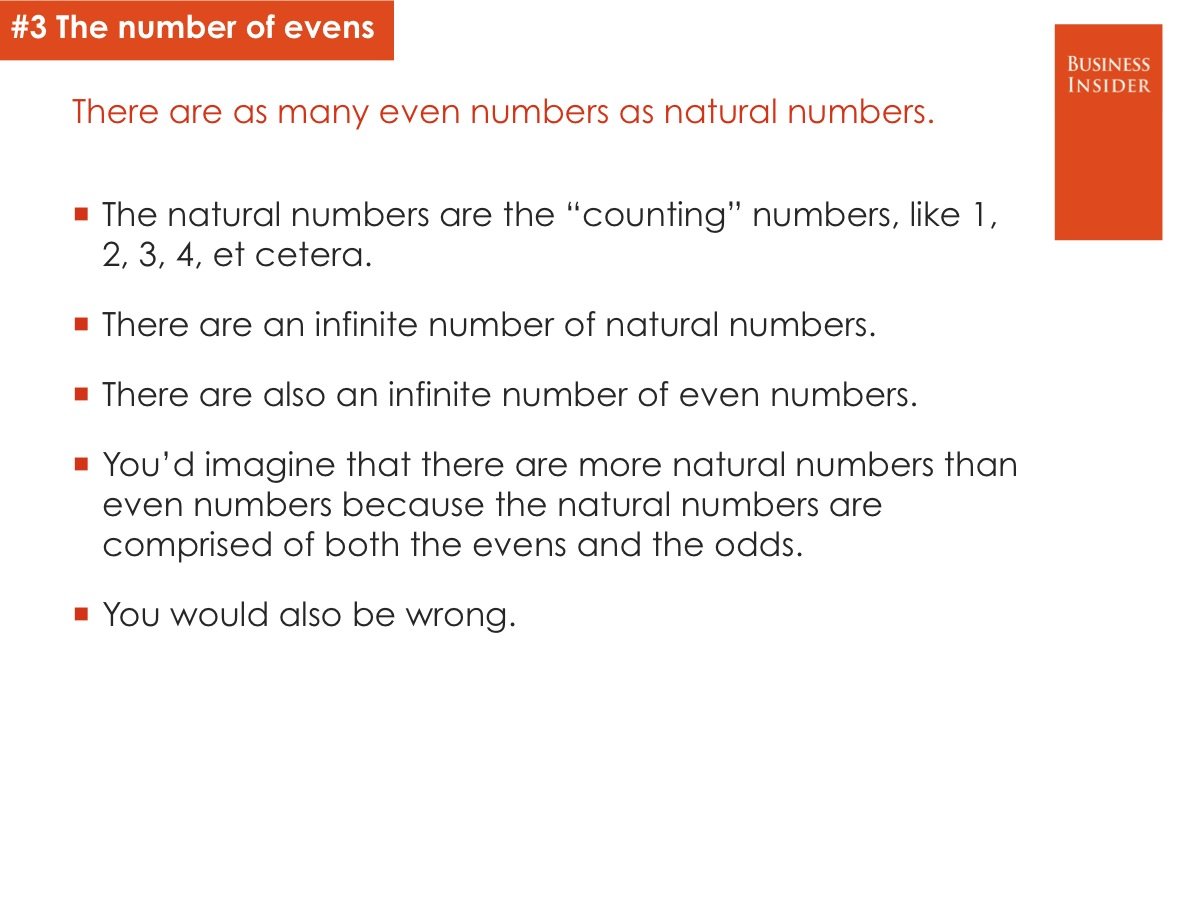 #3 The number of evens
BUSINESS
INSIDER
There are as many even numbers as natural numbers.
▪ The natural numbers are the “counting” numbers, like 1,
2, 3, 4, et cetera.
▪ There are an infinite number of natural numbers.
▪ There are also an infinite number of even numbers.
▪ You’d imagine that there are more natural numbers than
even numbers because the natural numbers are
comprised of both the evens and the odds.
▪ You would also be wrong.